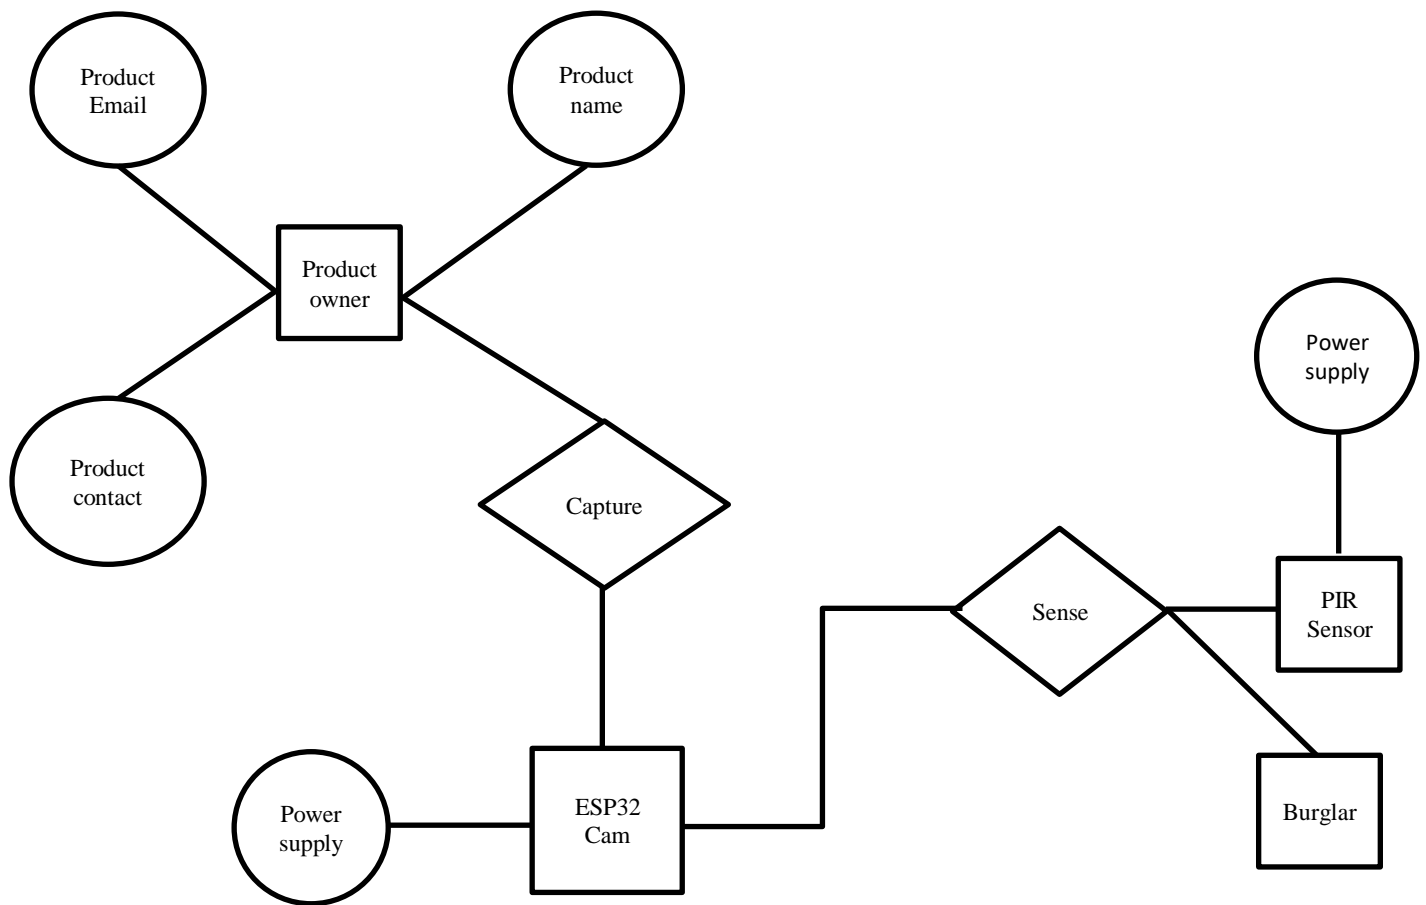 Product
Email
Product
name
Product
owner
Power
supply
Product
contact
Capture
Sense
PIR
Sensor
Power
supply
ESP32
Cam
Burglar